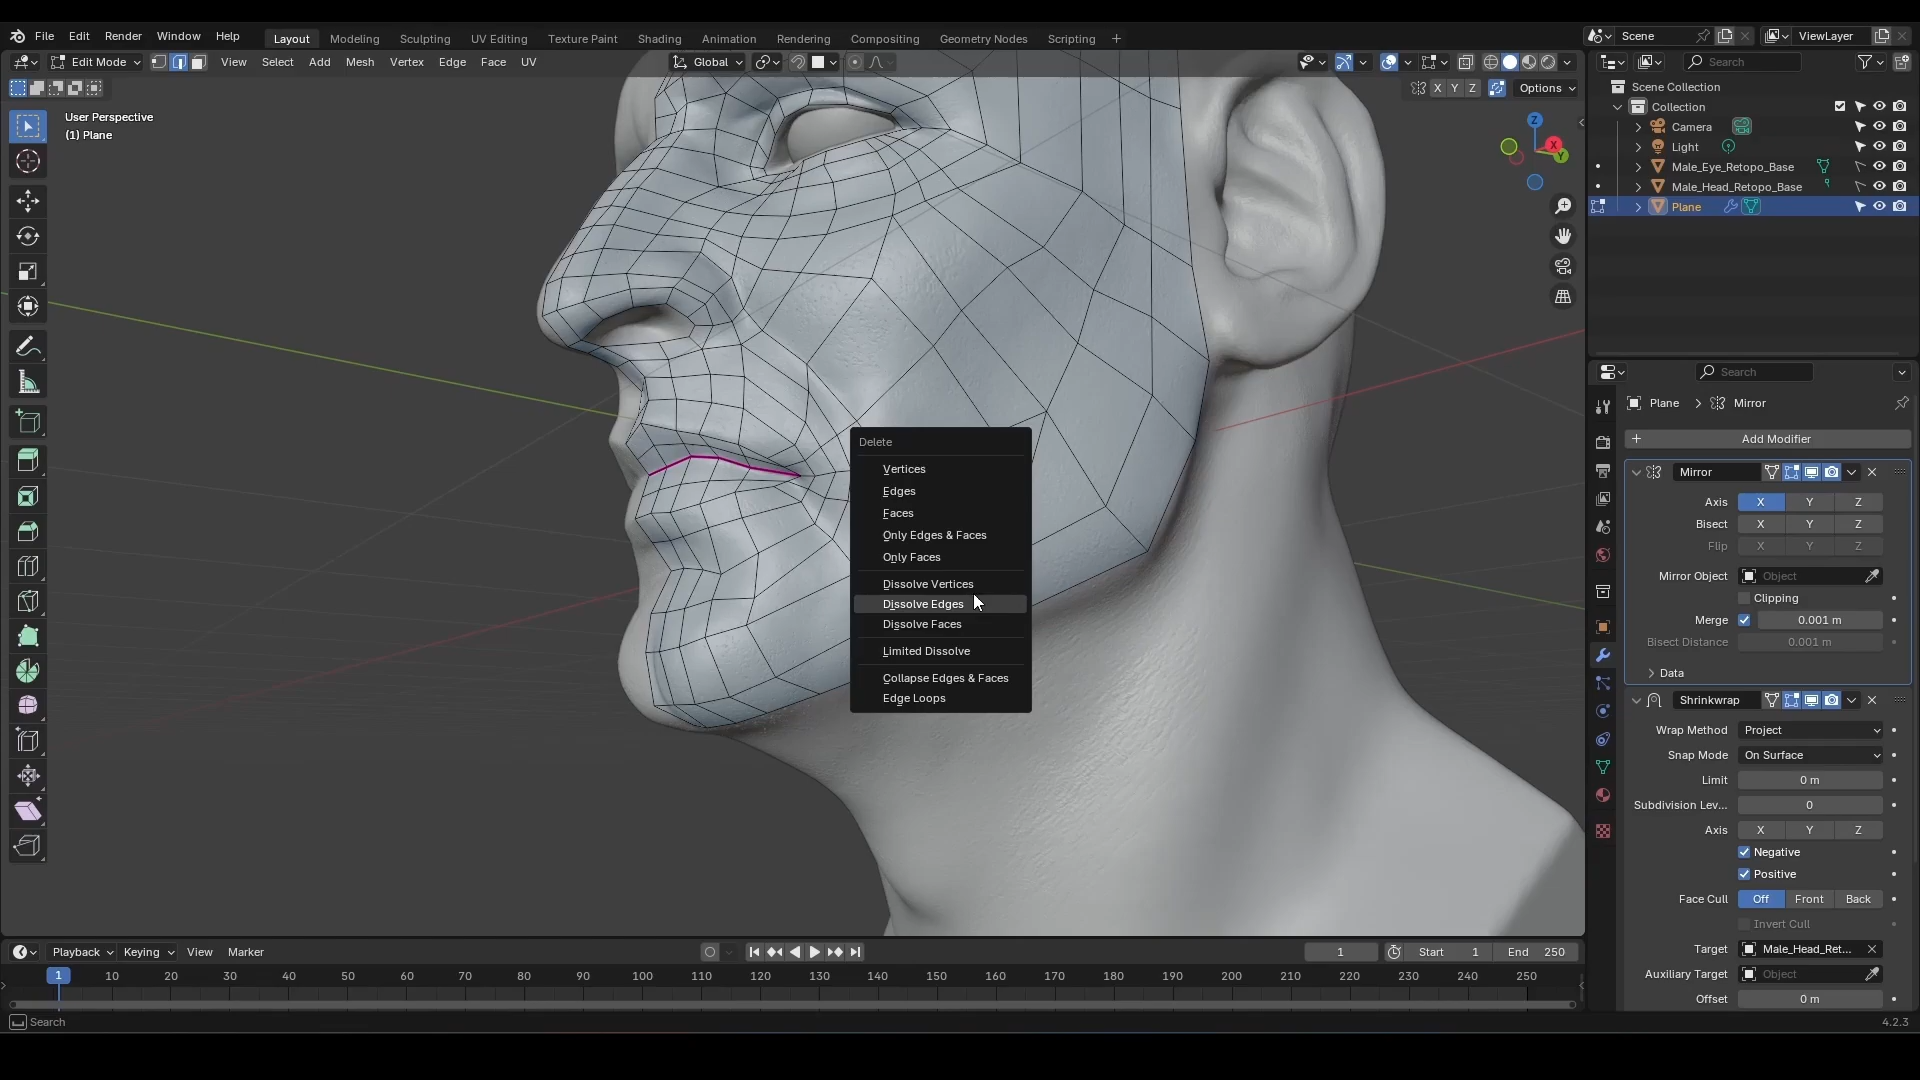 File Edit Render Window Help Layout Modeling Sculpting UV Editing Texture Paint Shading Animation Rendering Compositing Geometry Nodes Scripting + Scene ViewLayer
Edit Mode View Select Add Mesh Vertex Edge Face UV Global Search
X Y Z Options
User Perspective
(1) Plane
Z
X
Y
Scene Collection
Collection
Camera
Light
Male_Eye_Retopo_Base
Male_Head_Retopo_Base
Plane
Delete
Vertices
Edges
Faces
Only Edges & Faces
Only Faces
Dissolve Vertices
Dissolve Edges
Dissolve Faces
Limited Dissolve
Collapse Edges & Faces
Edge Loops
Search
Plane > Mirror
+ Add Modifier
Mirror
Axis X Y Z
Bisect X Y Z
Flip X Y Z
Mirror Object Object
Clipping
Merge 0.001 m
Bisect Distance 0.001 m
Data
Shrinkwrap
Wrap Method Project
Snap Mode On Surface
Limit 0 m
Subdivision Lev... 0
Axis X Y Z
Negative
Positive
Face Cull Off Front Back
Invert Cull
Target Male_Head_Ret...
Auxiliary Target Object
Offset 0 m
Playback Keying View Marker 1 Start 1 End 250
1 10 20 30 40 50 60 70 80 90 100 110 120 130 140 150 160 170 180 190 200 210 220 230 240 250
Search 4.2.3